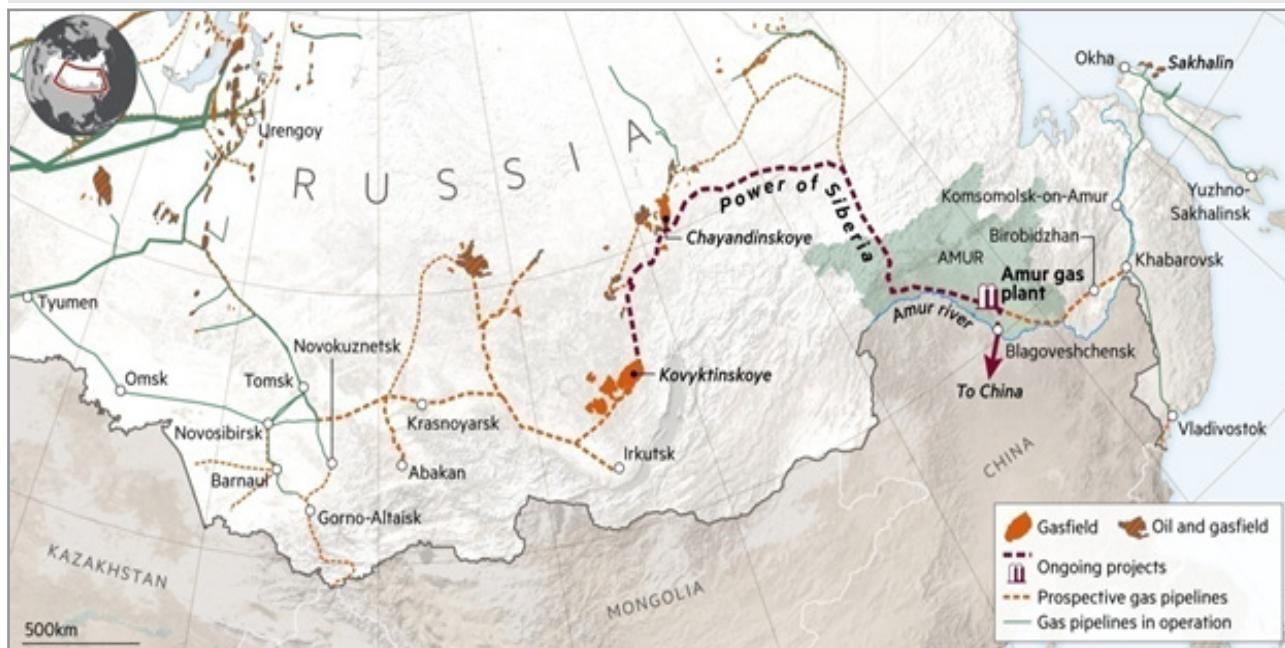 Okha
Sakhalin
Urengoy
RUSSIA
Power of Siberia
Komsomolsk-on-Amur
Yuzhno-
Sakhalinsk
Chayandinskoye
Birobidzhan
AMUR
Khabarovsk
Amur gas
plant
Tyumen
Amur river
Novokuznetsk
Blagoveshchensk
Omsk
Tomsk
Kovyktinskoye
To China
Krasnoyarsk
Novosibirsk
Vladivostok
Irkutsk
Barnaul
Abakan
CHINA
Gorno-Altaisk
KAZAKHSTAN
MONGOLIA
Gasfield
Oil and gasfield
Ongoing projects
Prospective gas pipelines
Gas pipelines in operation
500km